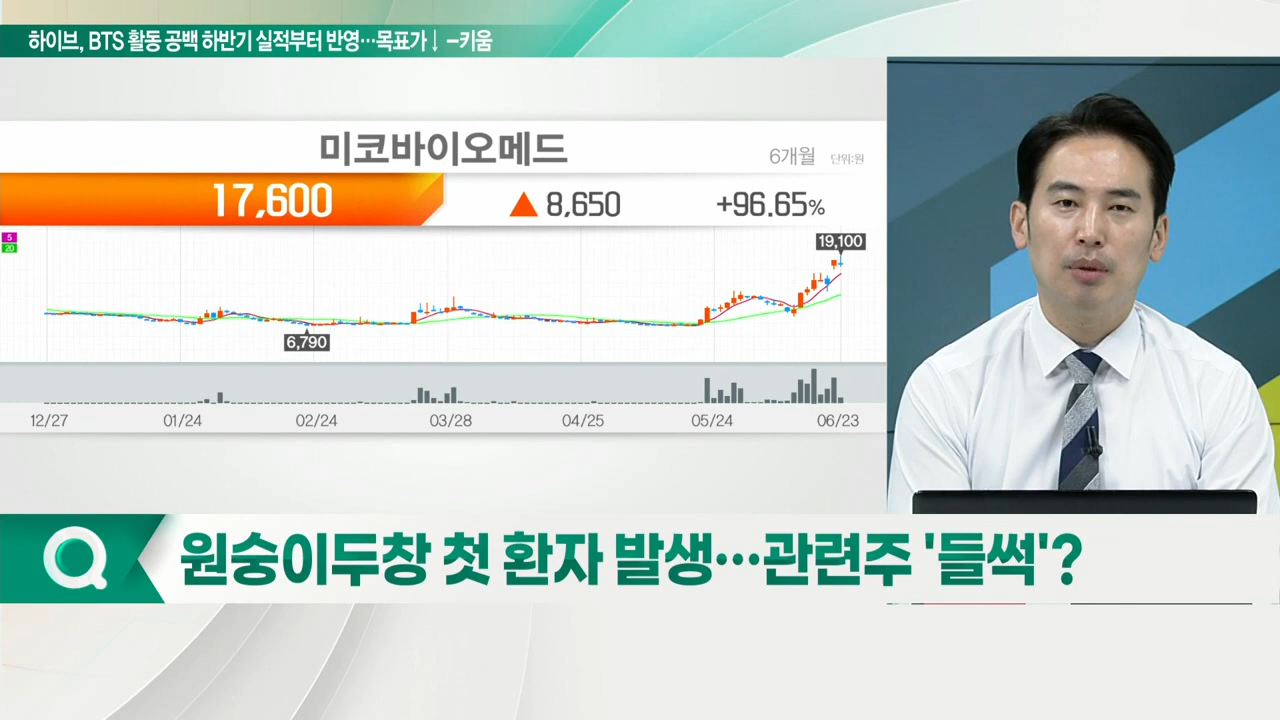 하이브, BTS 활동 공백 하반기 실적부터 반영…목표가↓ -키움
미코바이오메드
6개월 단위:원
17,600 ▲ 8,650 +96.65%
5
20
19,100
6,790
12/27 01/24 02/24 03/28 04/25 05/24 06/23
원숭이두창 첫 환자 발생…관련주 '들썩'?